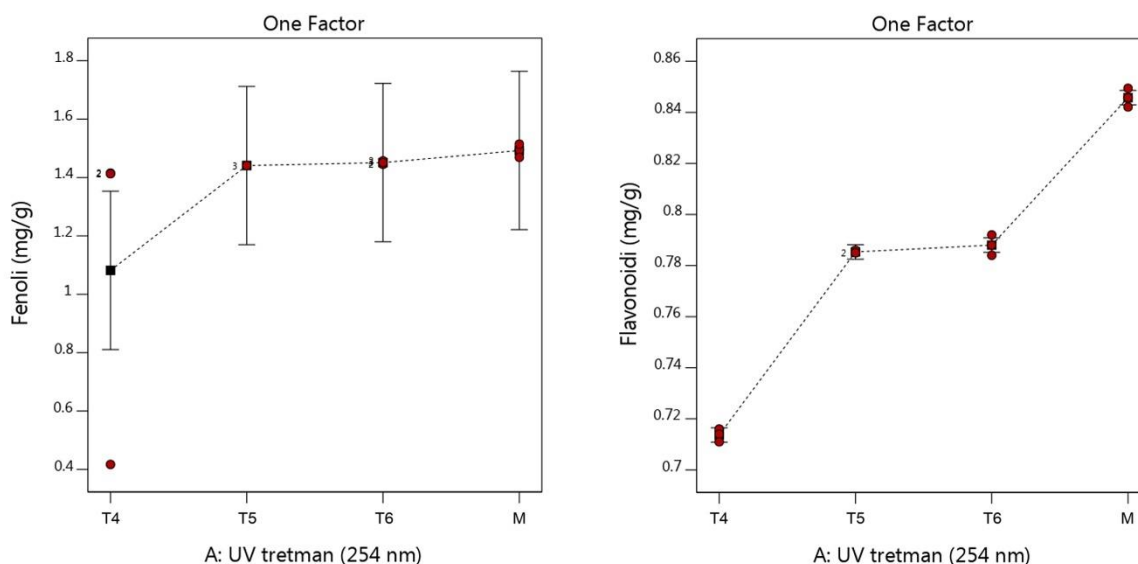 One Factor
Fenoli (mg/g)
1.8
1.6
1.4
1.2
1
0.8
0.6
0.4
2
3
2
T4
T5
T6
M
A: UV tretman (254 nm)
One Factor
Flavonoidi (mg/g)
0.86
0.84
0.82
0.8
0.78
0.76
0.74
0.72
0.7
2
T4
T5
T6
M
A: UV tretman (254 nm)